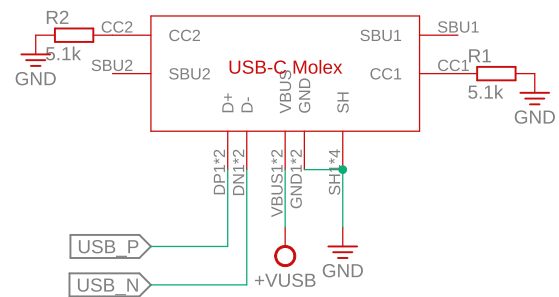 R2
CC2
5.1k
GND
SBU2
CC2
SBU2
USB-C Molex
SBU1
CC1
SBU1
R1
CC1
5.1k
GND
D+
D-
VBUS
GND
SH
DP1*2
DN1*2
VBUS1*2
GND1*2
SH1*4
USB_P
USB_N
+VUSB
GND